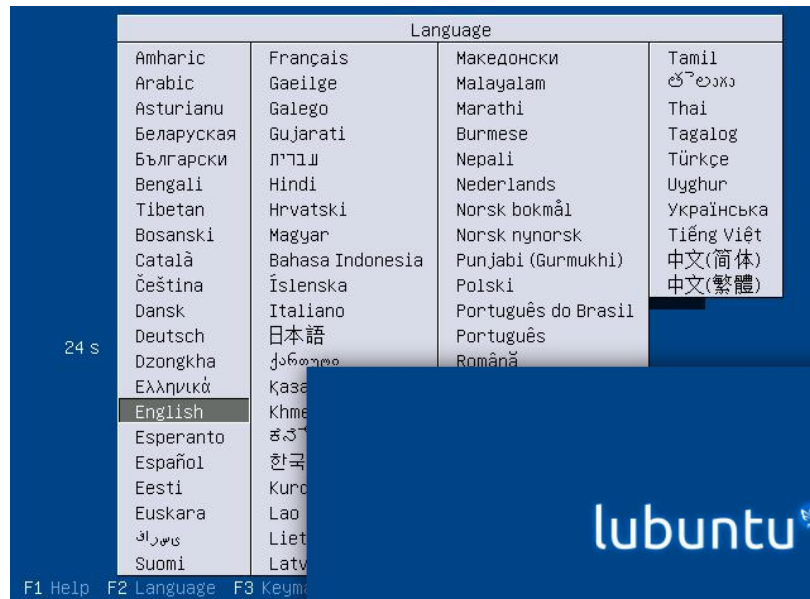 Language
Amharic
Arabic
Asturianu
Беларуская
Български
Bengali
Tibetan
Bosanski
Català
Čeština
Dansk
Deutsch
Dzongkha
Ελληνικά
English
Esperanto
Español
Eesti
Euskara
Suomi
Français
Gaeilge
Galego
Gujarati
עברית
Hindi
Hrvatski
Magyar
Bahasa Indonesia
Íslenska
Italiano
日本語
ქართული
Қаза
Khme
한국
Kurd
Lao
Liet
Latv
Македонски
Malayalam
Marathi
Burmese
Nepali
Nederlands
Norsk bokmål
Norsk nynorsk
Punjabi (Gurmukhi)
Polski
Português do Brasil
Português
Română
Tamil
Thai
Tagalog
Türkçe
Uyghur
Українська
Tiếng Việt
中文(简体)
中文(繁體)
24 s
lubuntu
F1 Help F2 Language F3 Keyma